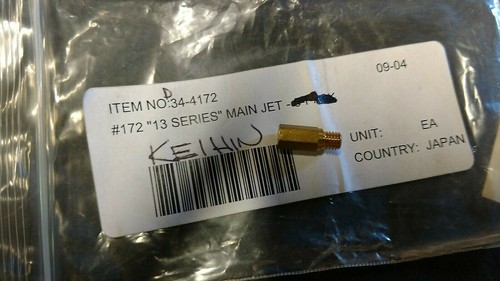 09-04
D
ITEM NO:34-4172
#172 "13 SERIES" MAIN JET -
KEIHIN
UNIT: EA
COUNTRY: JAPAN